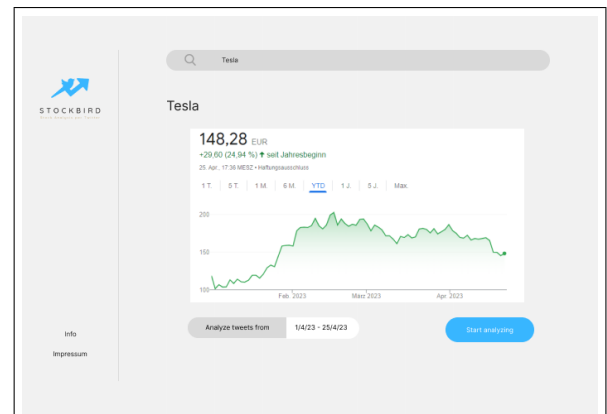 Tesla
STOCKBIRD
Tesla
148,28 EUR
+29,60 (24,94 %) ↑ seit Jahresbeginn
25. Apr., 17:36 MESZ • Haftungsausschluss
1 T. 5 T. 1 M. 6 M. YTD 1 J. 5 J. Max.
200
150
100
Feb. 2023 März 2023 Apr. 2023
Analyze tweets from 1/4/23 - 25/4/23 Start analyzing
Info
Impressum